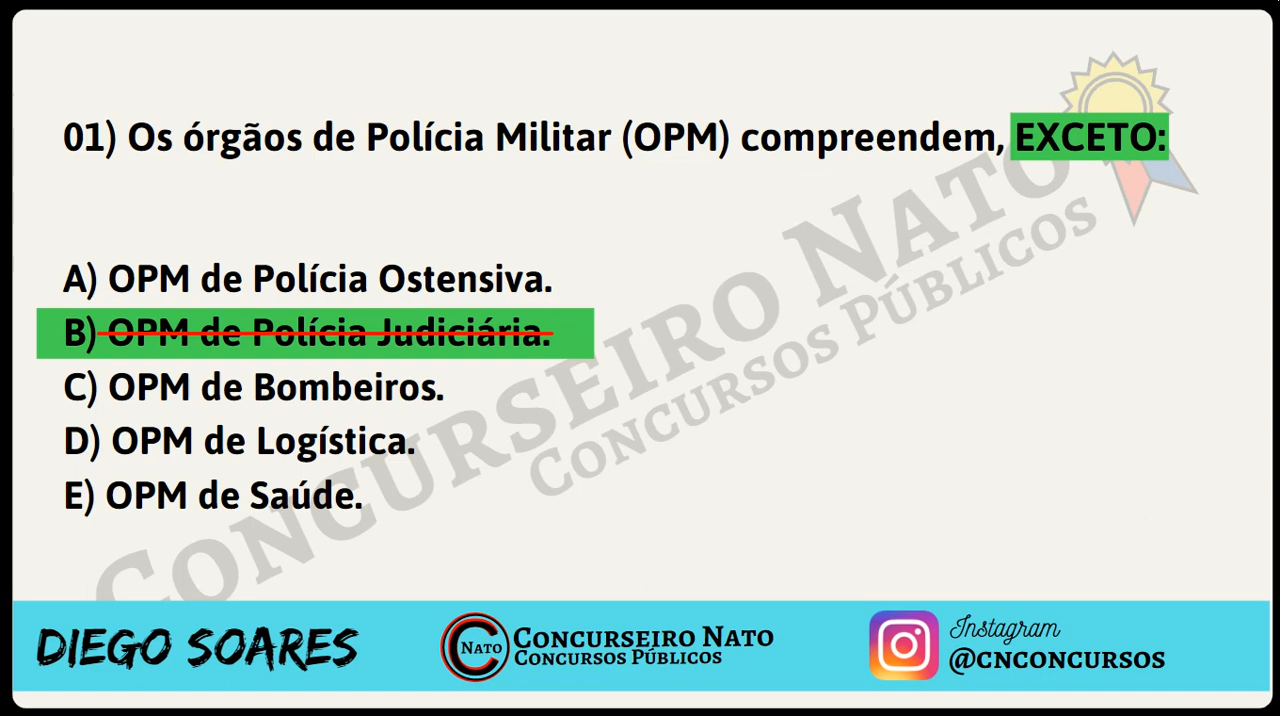 01) Os órgãos de Polícia Militar (OPM) compreendem, EXCETO:
A) OPM de Polícia Ostensiva.
B) OPM de Polícia Judiciária.
C) OPM de Bombeiros.
D) OPM de Logística.
E) OPM de Saúde.
CONCURSEIRO NATO
CONCURSOS PÚBLICOS
DIEGO SOARES
C NATO
CONCURSEIRO NATO
CONCURSOS PÚBLICOS
Instagram
@CNCONCURSOS